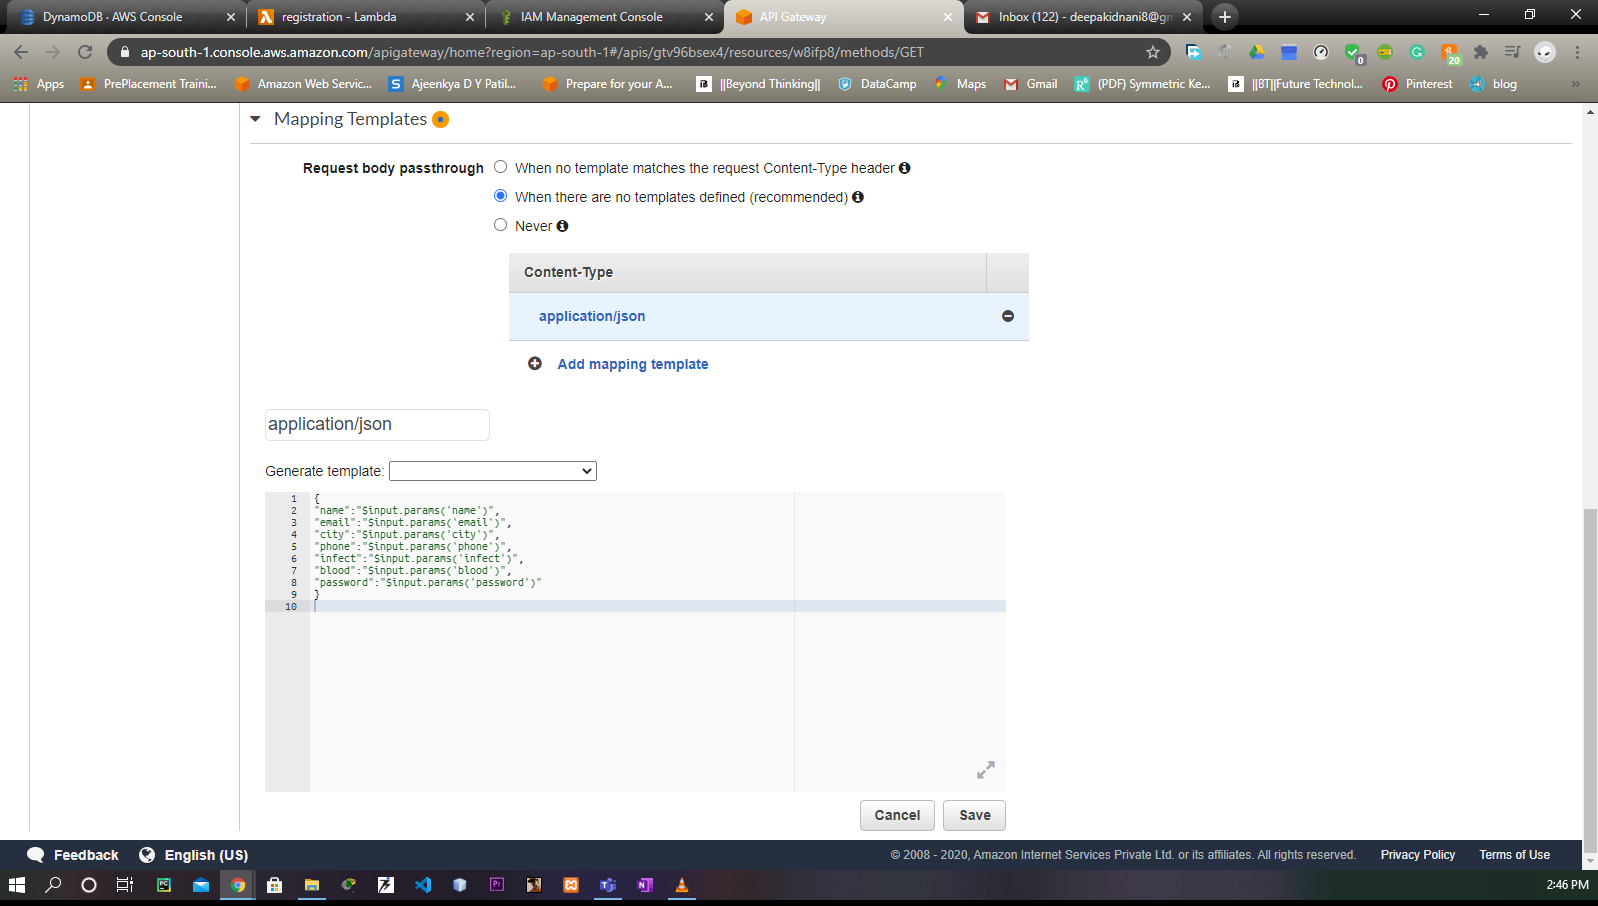 DynamoDB · AWS Console
registration - Lambda
IAM Management Console
API Gateway
Inbox (122) - deepakidnani8@gm
ap-south-1.console.aws.amazon.com/apigateway/home?region=ap-south-1#/apis/gtv96bsex4/resources/w8ifp8/methods/GET
0
20
Apps
PrePlacement Traini...
Amazon Web Servic...
Ajeenkya D Y Patil...
Prepare for your A...
||Beyond Thinking||
DataCamp
Maps
Gmail
(PDF) Symmetric Ke...
||BT||Future Technol...
Pinterest
blog
»
Mapping Templates
Request body passthrough
When no template matches the request Content-Type header
When there are no templates defined (recommended)
Never
Content-Type
application/json
Add mapping template
application/json
Generate template:
1 {
2 "name":"$input.params('name')",
3 "email":"$input.params('email')",
4 "city":"$input.params('city')",
5 "phone":"$input.params('phone')",
6 "infect":"$input.params('infect')",
7 "blood":"$input.params('blood')",
8 "password":"$input.params('password')"
9 }
10
Cancel
Save
Feedback
English (US)
© 2008 - 2020, Amazon Internet Services Private Ltd. or its affiliates. All rights reserved.
Privacy Policy
Terms of Use
2:46 PM